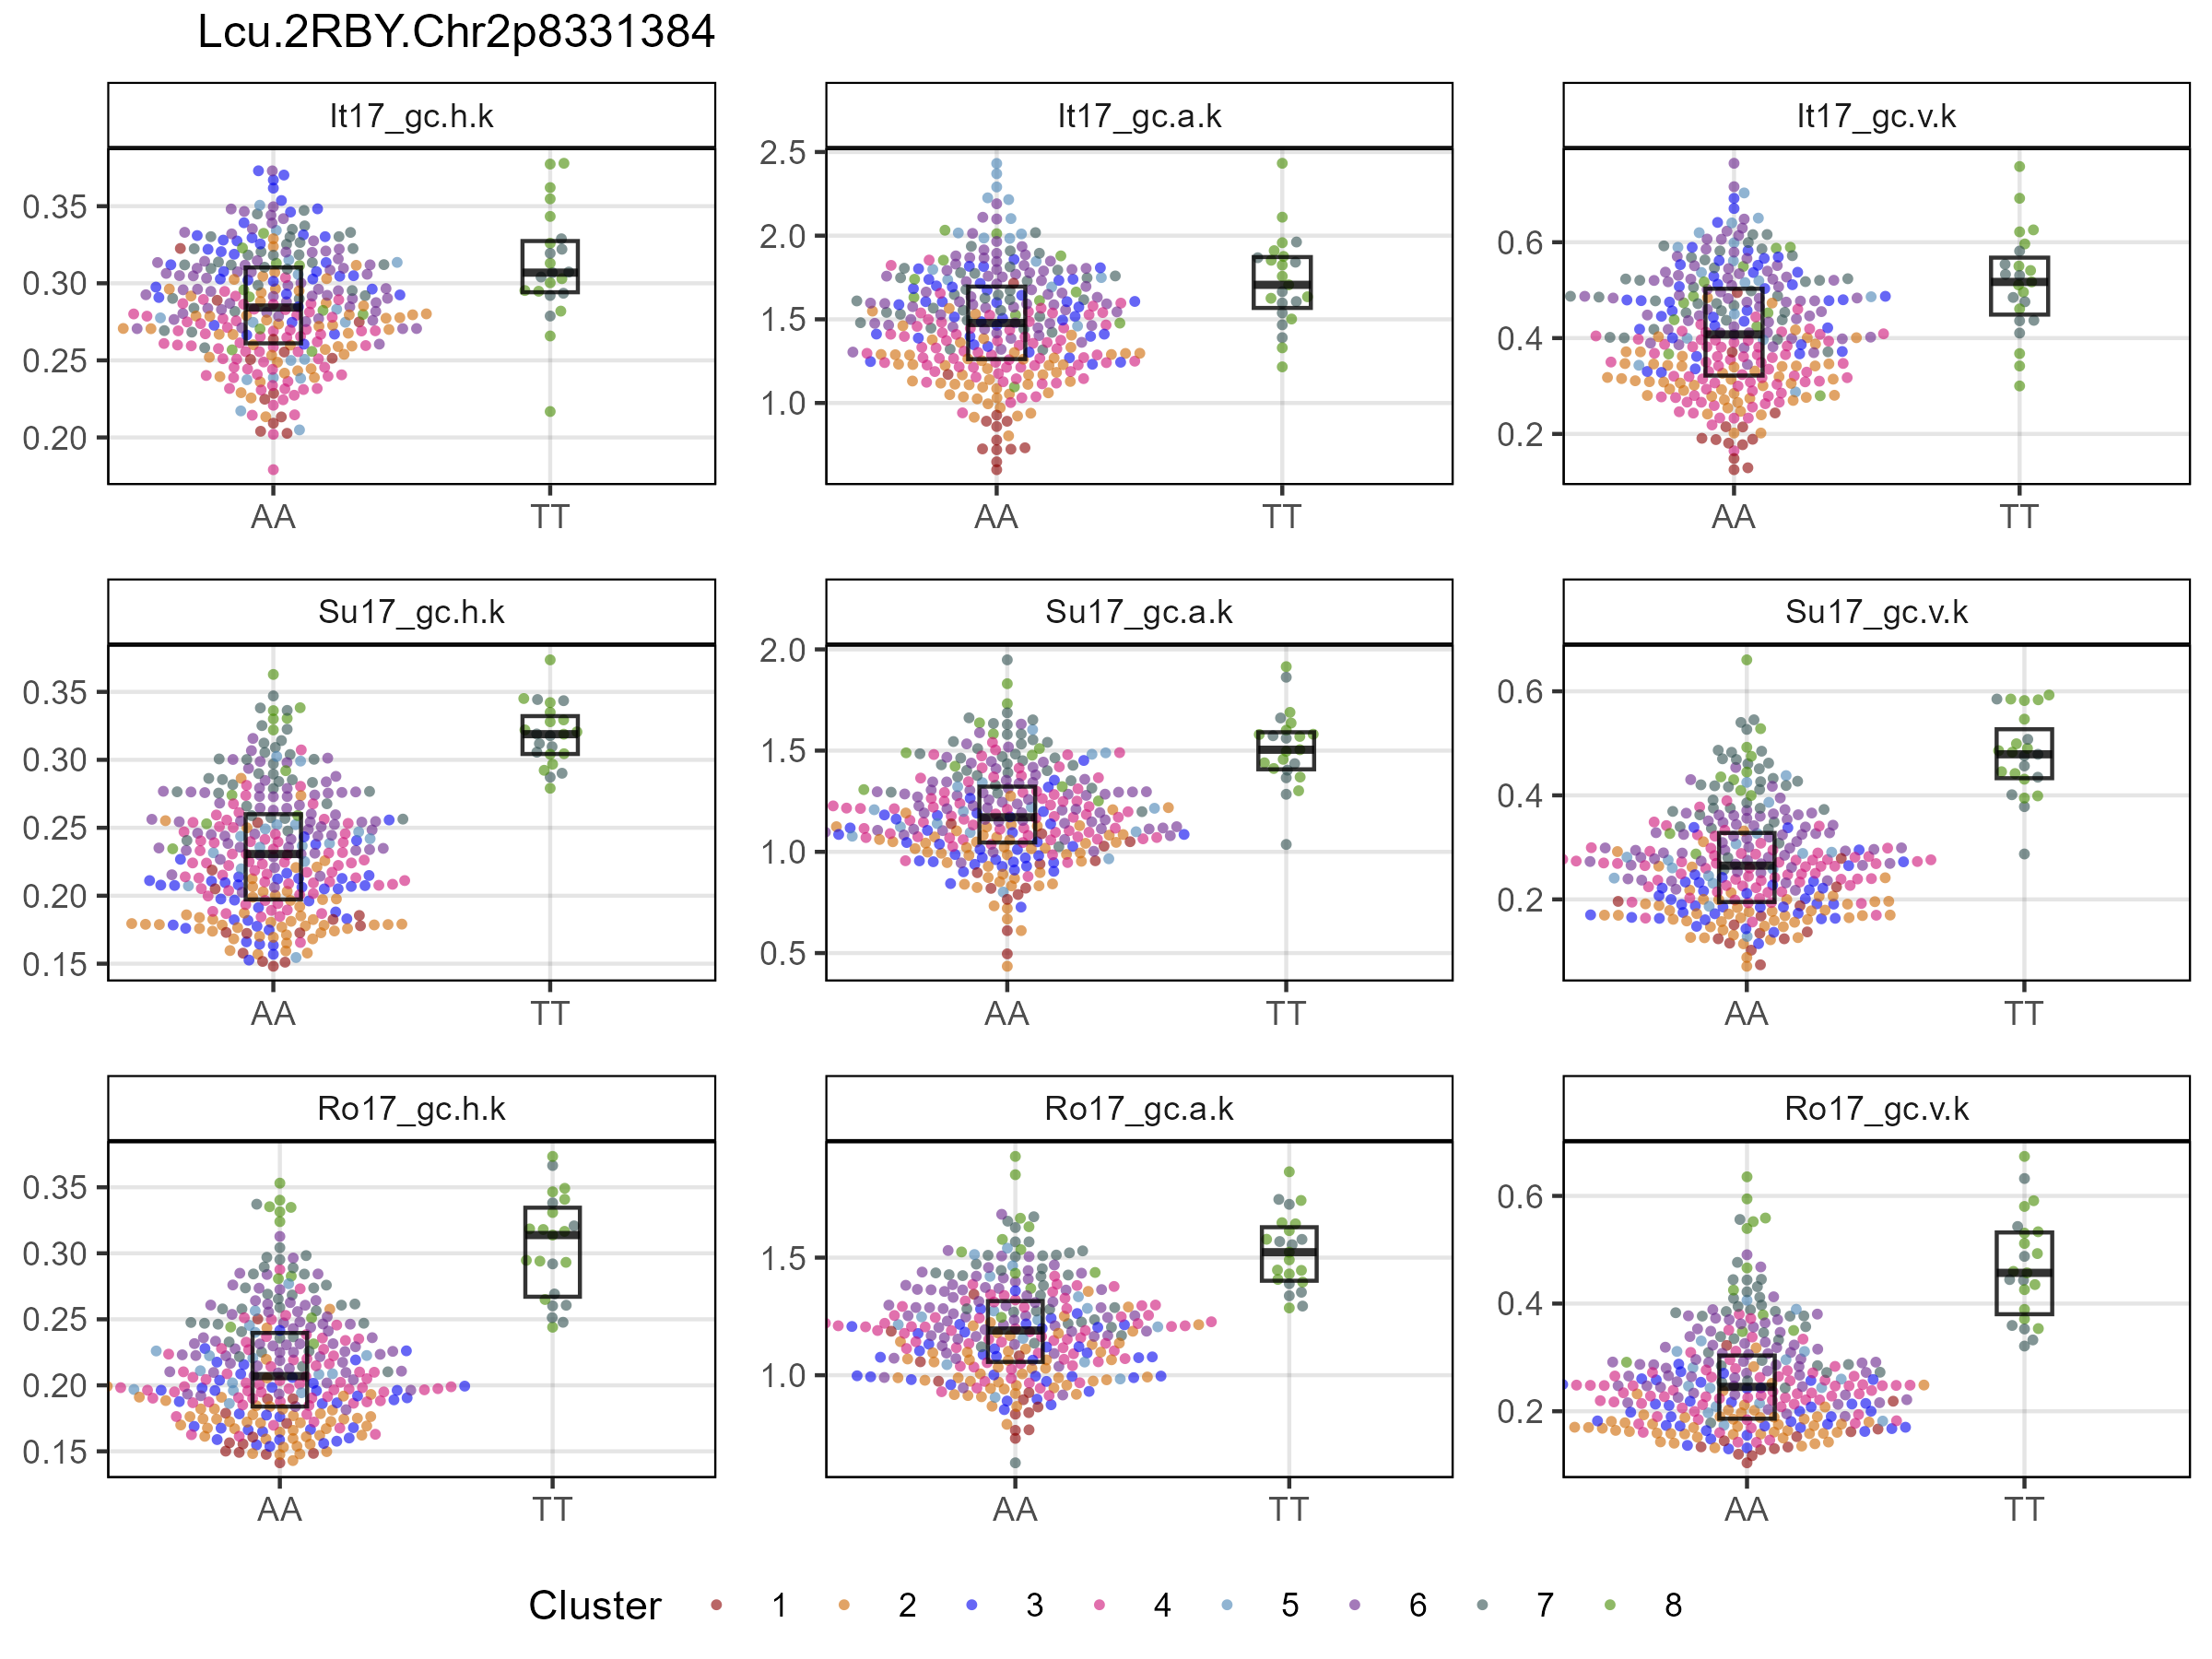 Lcu.2RBY.Chr2p8331384
It17_gc.h.k
It17_gc.a.k
It17_gc.v.k
0.35
0.30
0.25
0.20
AA
TT
2.5
2.0
1.5
1.0
AA
TT
0.6
0.4
0.2
AA
TT
Su17_gc.h.k
Su17_gc.a.k
Su17_gc.v.k
0.35
0.30
0.25
0.20
0.15
AA
TT
2.0
1.5
1.0
0.5
AA
TT
0.6
0.4
0.2
AA
TT
Ro17_gc.h.k
Ro17_gc.a.k
Ro17_gc.v.k
0.35
0.30
0.25
0.20
0.15
AA
TT
1.5
1.0
AA
TT
0.6
0.4
0.2
AA
TT
Cluster 1 2 3 4 5 6 7 8